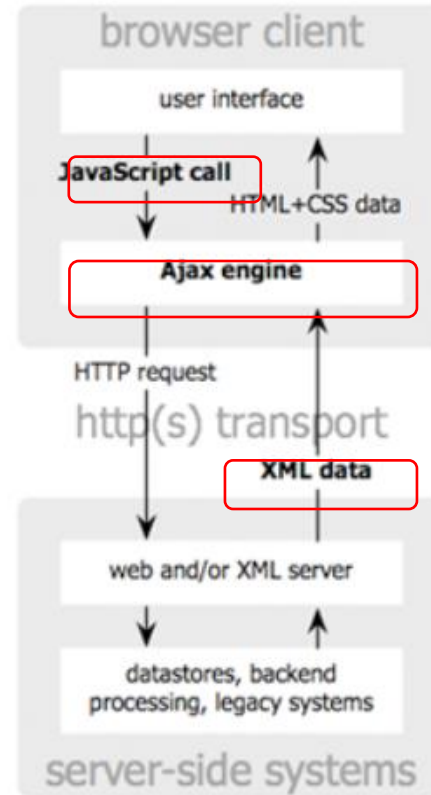 browser client
user interface
JavaScript call
HTML+CSS data
Ajax engine
HTTP request
http(s) transport
XML data
web and/or XML server
datastores, backend
processing, legacy systems
server-side systems